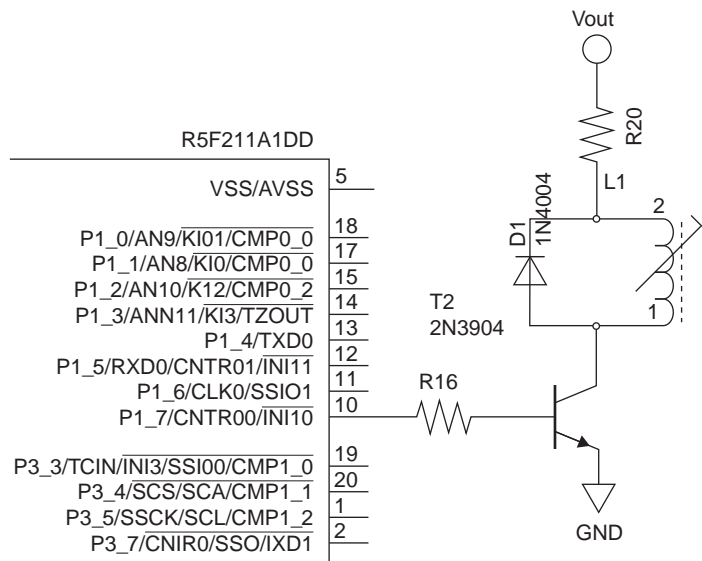 Vout
R20
R5F211A1DD
L1
VSS/AVSS 5
D1
1N4004
2
1
P1_0/AN9/KI01/CMP0_0 18
P1_1/AN8/KI0/CMP0_0 17
P1_2/AN10/K12/CMP0_2 15
P1_3/ANN11/KI3/TZOUT 14
P1_4/TXD0 13
P1_5/RXD0/CNTR01/INI11 12
P1_6/CLK0/SSIO1 11
P1_7/CNTR00/INI10 10
T2
2N3904
R16
P3_3/TCIN/INI3/SSI00/CMP1_0 19
P3_4/SCS/SCA/CMP1_1 20
P3_5/SSCK/SCL/CMP1_2 1
P3_7/CNIR0/SSO/IXD1 2
GND